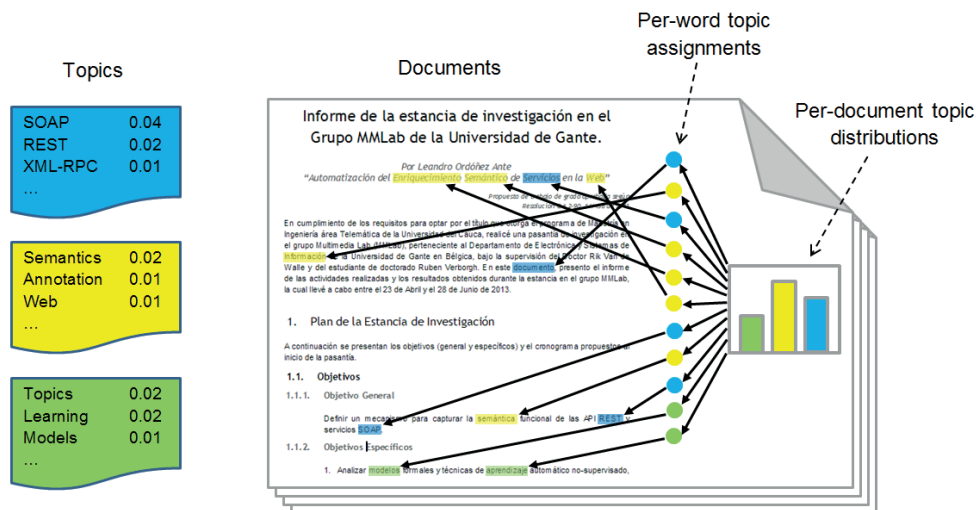 Per-word topic
assignments
Topics
Documents
Per-document topic
distributions
SOAP 0.04
REST 0.02
XML-RPC 0.01
...
Semantics 0.02
Annotation 0.01
Web 0.01
...
Topics 0.02
Learning 0.02
Models 0.01
...
Informe de la estancia de investigación en el
Grupo MMLab de la Universidad de Gante.
Por Leandro Ordóñez Ante
“Automatización del Enriquecimiento Semántico de Servicios en la Web”
Propuesta de trabajo de grado
Resolución
En cumplimiento de los requisitos para optar por el título que otorga el programa de Maestría en
Ingeniería área Telemática de la Universidad del Cauca, realicé una pasantía de investigación en
el grupo Multimedia Lab (MMLab), perteneciente al Departamento de Electrónica y Sistemas de
Información de la Universidad de Gante en Bélgica, bajo la supervisión del Doctor Rik Van de
Walle y del estudiante de doctorado Ruben Verborgh. En este documento, presento el informe
de las actividades realizadas y los resultados obtenidos durante la estancia en el grupo MMLab,
la cual llevé a cabo entre el 23 de Abril y el 28 de Junio de 2013.
1. Plan de la Estancia de Investigación
A continuación se presentan los objetivos (general y específicos) y el cronograma propuestos al
inicio de la pasantía.
1.1. Objetivos
1.1.1. Objetivo General
Definir un mecanismo para capturar la semántica funcional de las API REST y
servicios SOAP.
1.1.2. Objetivos Específicos
1. Analizar modelos formales y técnicas de aprendizaje automático no-supervisado,